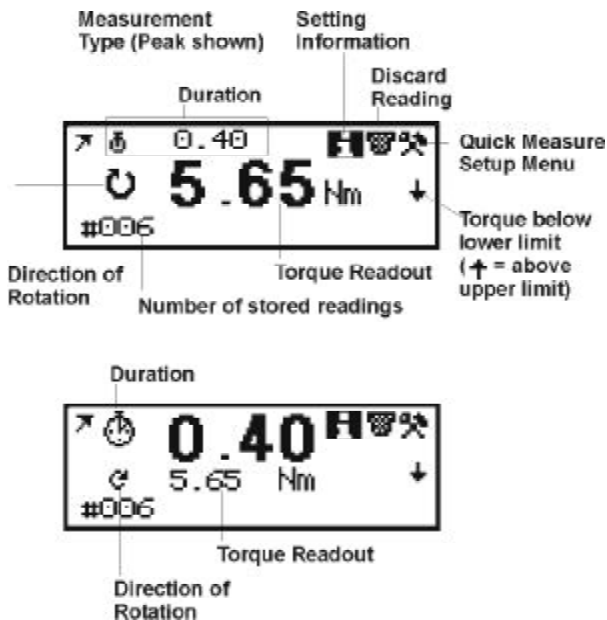 Measurement
Type (Peak shown)
Setting
Information
Discard
Reading
Duration
0.40
Quick Measure
Setup Menu
5.65 Nm
#006
Torque below
lower limit
( = above
upper limit)
Direction of
Rotation
Torque Readout
Number of stored readings
Duration
0.40
5.65 Nm
#006
Torque Readout
Direction of
Rotation